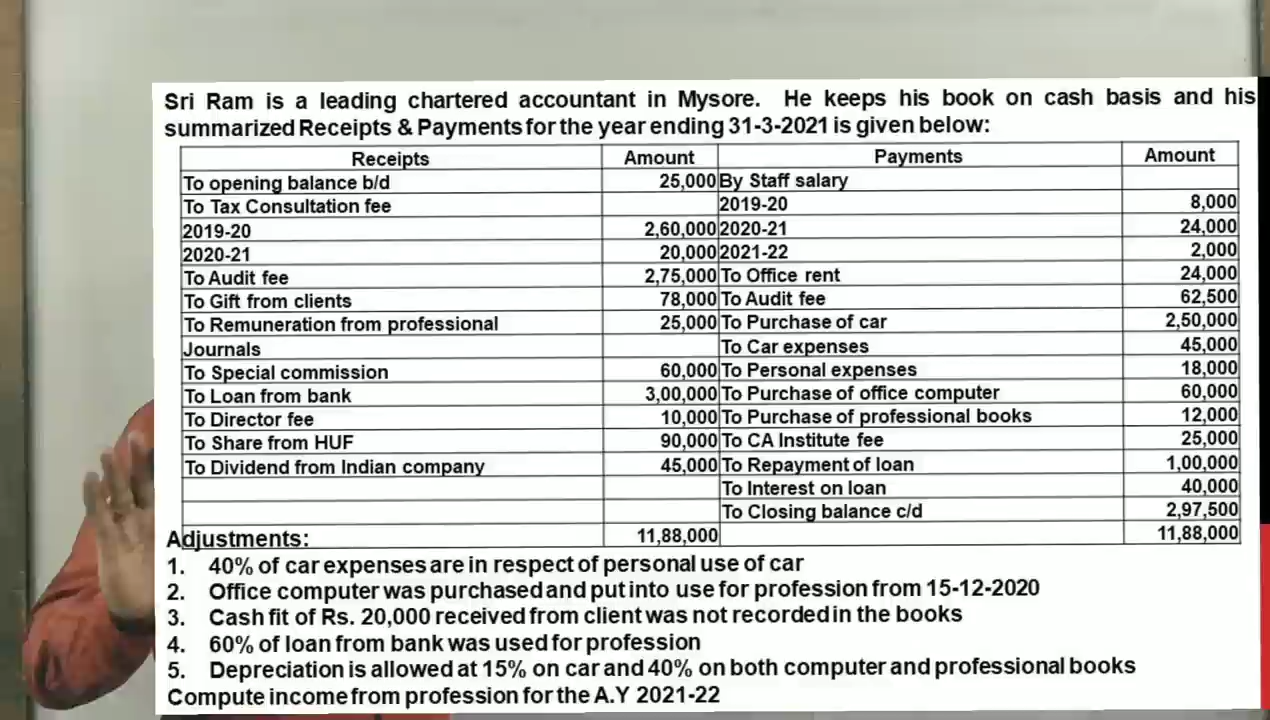 Sri Ram is a leading chartered accountant in Mysore. He keeps his book on cash basis and his
summarized Receipts & Payments for the year ending 31-3-2021 is given below:
Receipts Amount Payments Amount
To opening balance b/d 25,000 By Staff salary
To Tax Consultation fee 2019-20 8,000
2019-20 2,60,000 2020-21 24,000
2020-21 20,000 2021-22 2,000
To Audit fee 2,75,000 To Office rent 24,000
To Gift from clients 78,000 To Audit fee 62,500
To Remuneration from professional 25,000 To Purchase of car 2,50,000
Journals To Car expenses 45,000
To Special commission 60,000 To Personal expenses 18,000
To Loan from bank 3,00,000 To Purchase of office computer 60,000
To Director fee 10,000 To Purchase of professional books 12,000
To Share from HUF 90,000 To CA Institute fee 25,000
To Dividend from Indian company 45,000 To Repayment of loan 1,00,000
To Interest on loan 40,000
To Closing balance c/d 2,97,500
11,88,000 11,88,000
Adjustments:
1. 40% of car expenses are in respect of personal use of car
2. Office computer was purchased and put into use for profession from 15-12-2020
3. Cash fit of Rs. 20,000 received from client was not recorded in the books
4. 60% of loan from bank was used for profession
5. Depreciation is allowed at 15% on car and 40% on both computer and professional books
Compute income from profession for the A.Y 2021-22